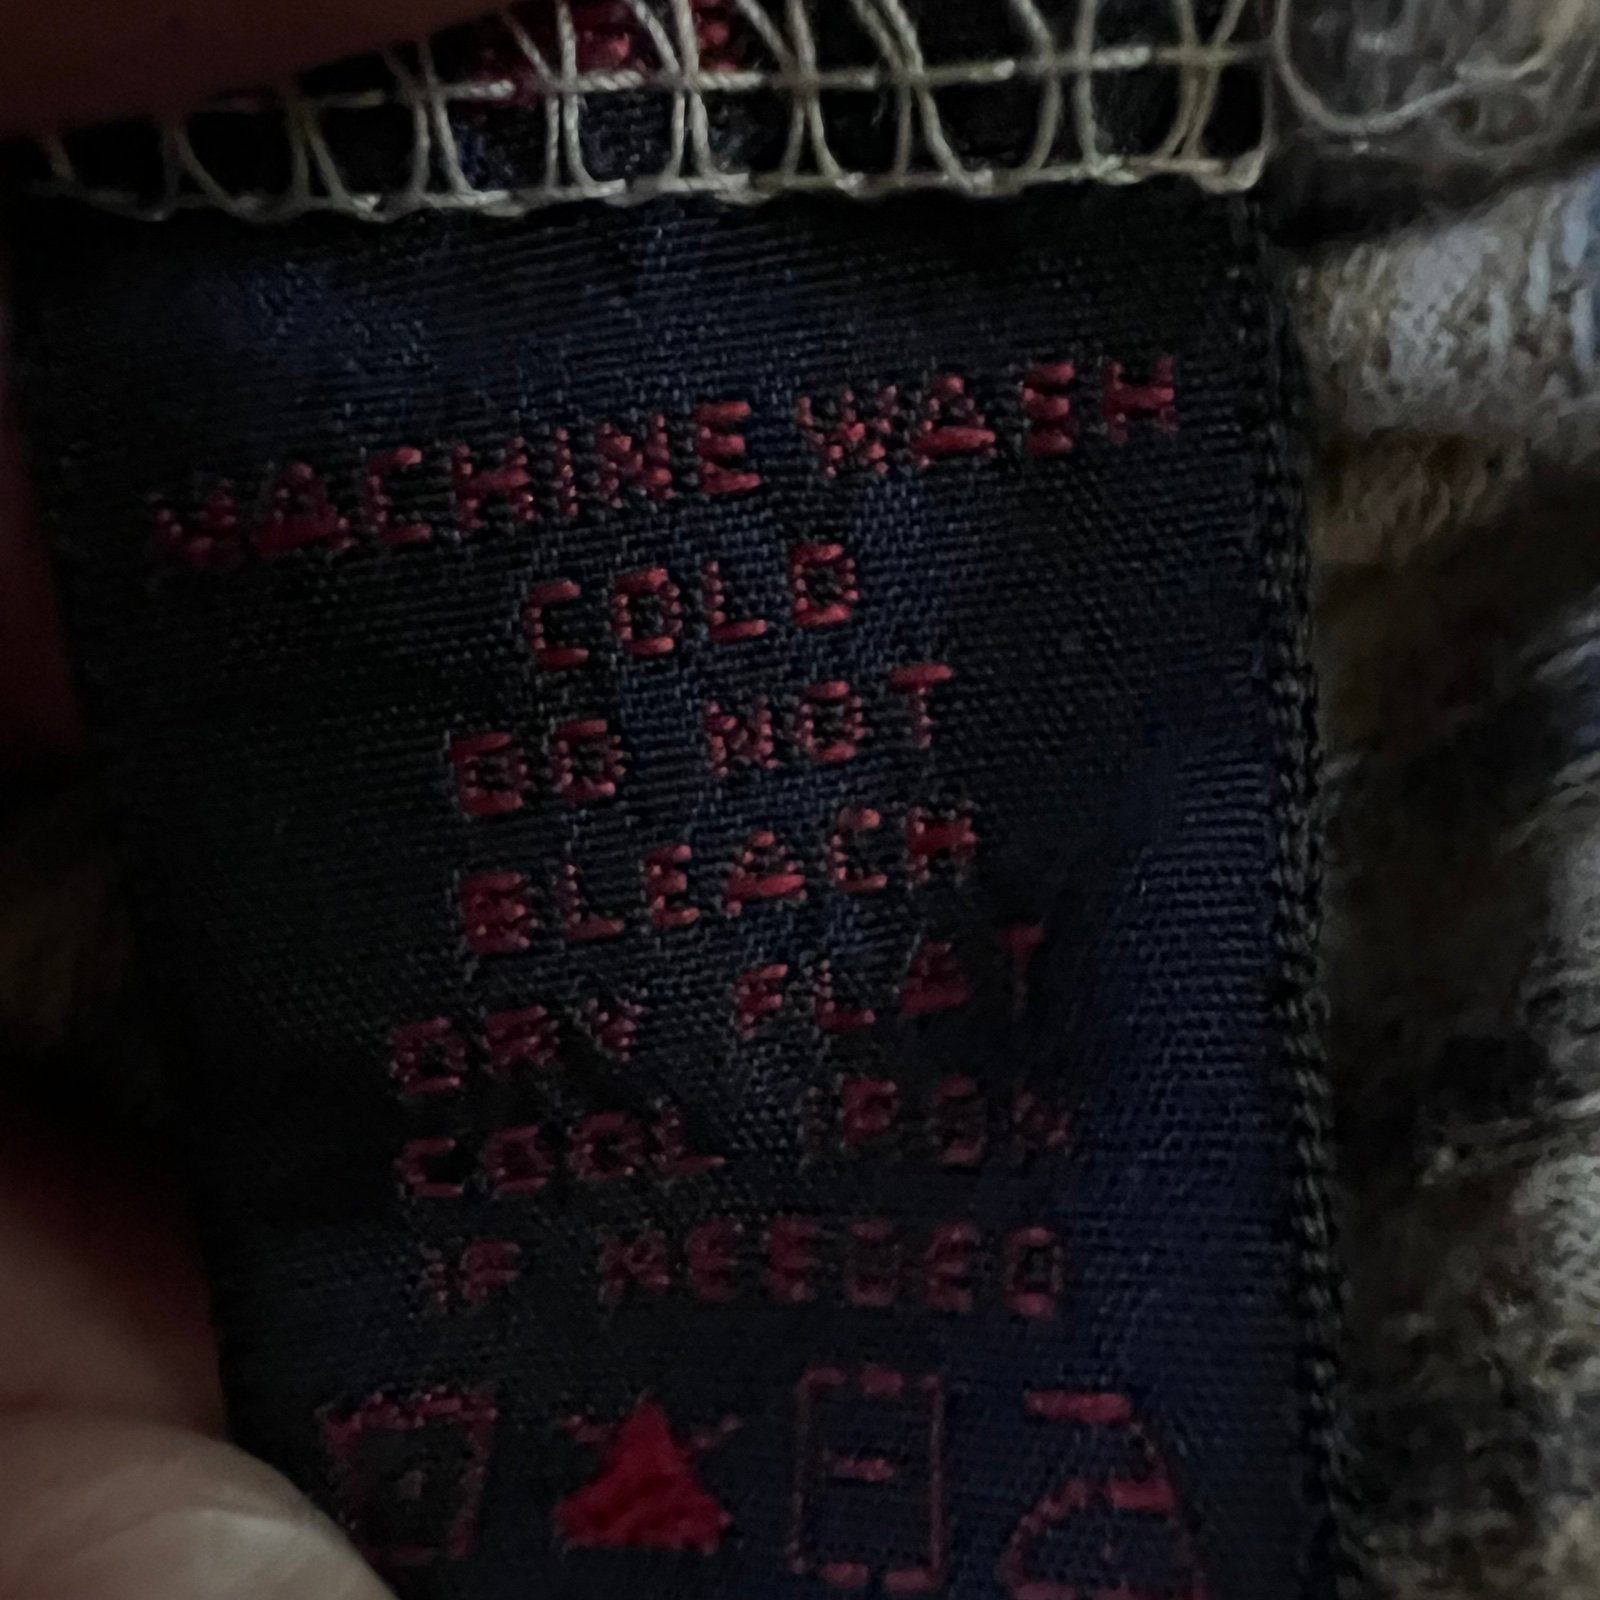 MACHINE WASH
COLD
DO NOT
BLEACH
DRY FLAT
COOL IRON
IF NEEDED